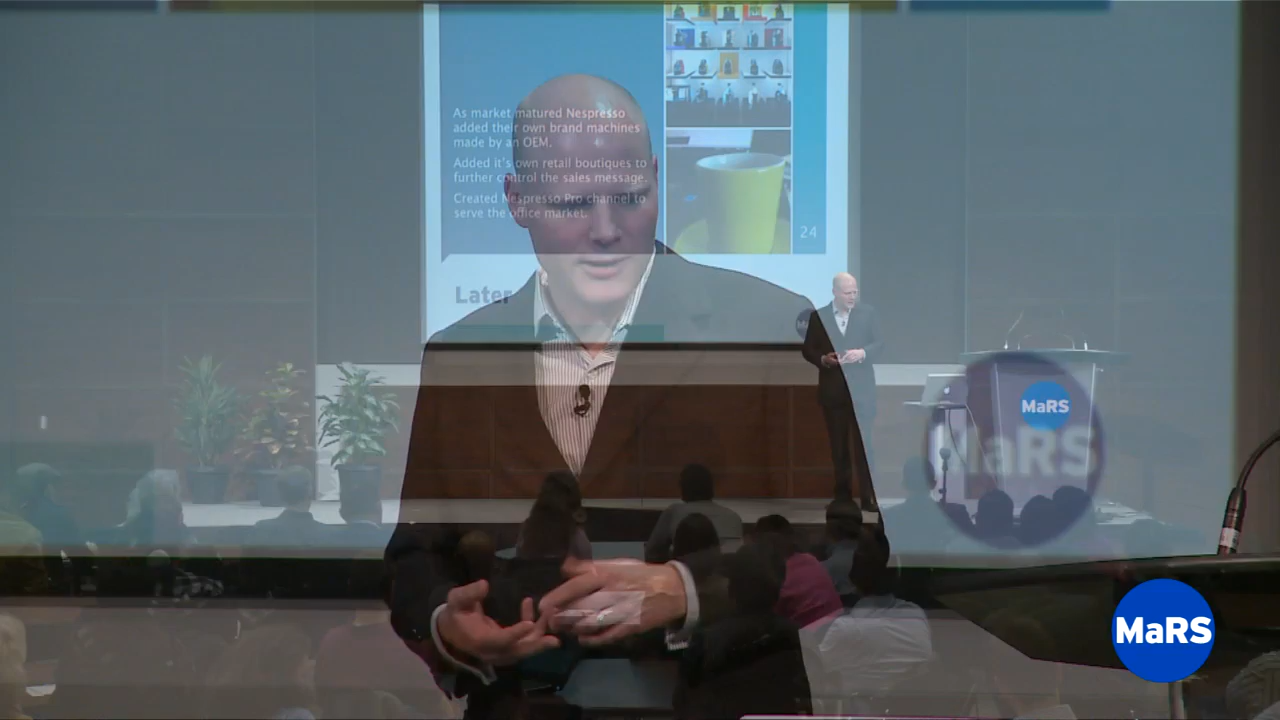 As market matured Nespresso
added their own brand machines
made by an OEM.
Added it's own retail boutiques to
further control the sales message.
Created Nespresso Pro channel to
serve the office market.
24
Later
MaRS
MaRS
MaRS